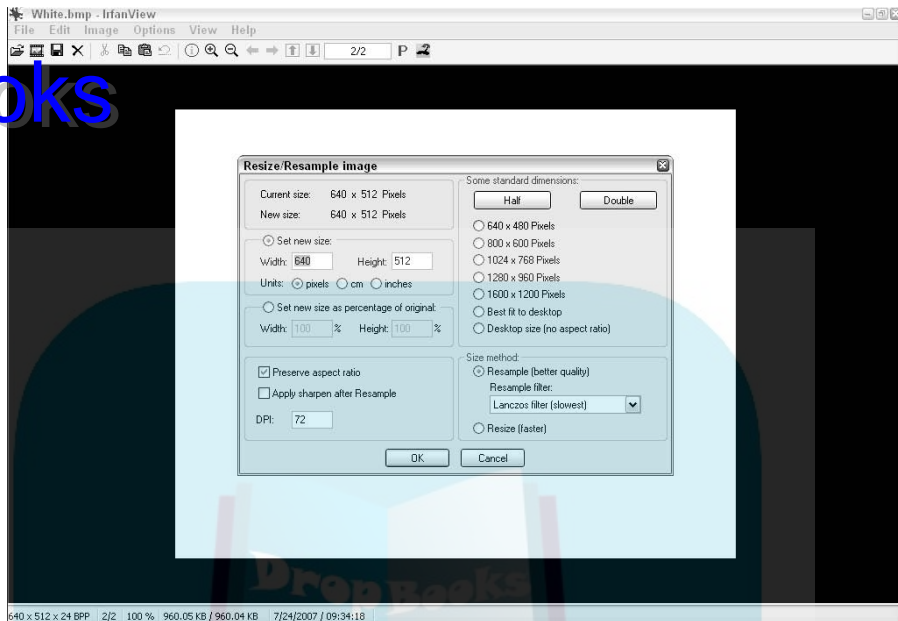 White.bmp - IrfanView
File Edit Image Options View Help
2/2 P
oks
Resize/Resample image
Current size: 640 x 512 Pixels
New size: 640 x 512 Pixels
Set new size:
Width: 640 Height: 512
Units: pixels cm inches
Set new size as percentage of original:
Width: 100 % Height: 100 %
Preserve aspect ratio
Apply sharpen after Resample
DPI: 72
Some standard dimensions:
Half Double
640 x 480 Pixels
800 x 600 Pixels
1024 x 768 Pixels
1280 x 960 Pixels
1600 x 1200 Pixels
Best fit to desktop
Desktop size (no aspect ratio)
Size method:
Resample (better quality)
Resample filter:
Lanczos filter (slowest)
Resize (faster)
OK Cancel
DropBooks
640 x 512 x 24 BPP 2/2 100 % 960.05 KB / 960.04 KB 7/24/2007 / 09:34:18